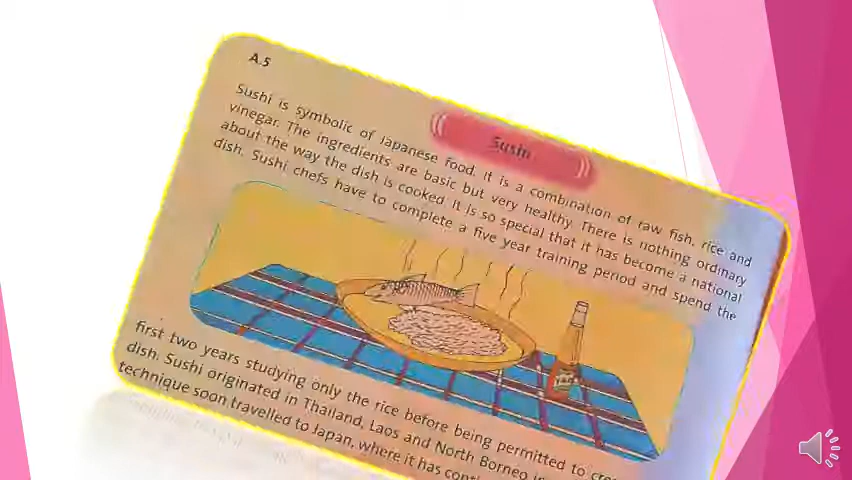 A.5
Sushi
Sushi is symbolic of Japanese food. It is a combination of raw fish, rice and
vinegar. The ingredients are basic but very healthy. There is nothing ordinary
about the way the dish is cooked. It is so special that it has become a national
dish. Sushi chefs have to complete a five year training period and spend the
first two years studying only the rice before being permitted to
dish. Sushi originated in Thailand, Laos and North Borneo
technique soon travelled to Japan, where it has